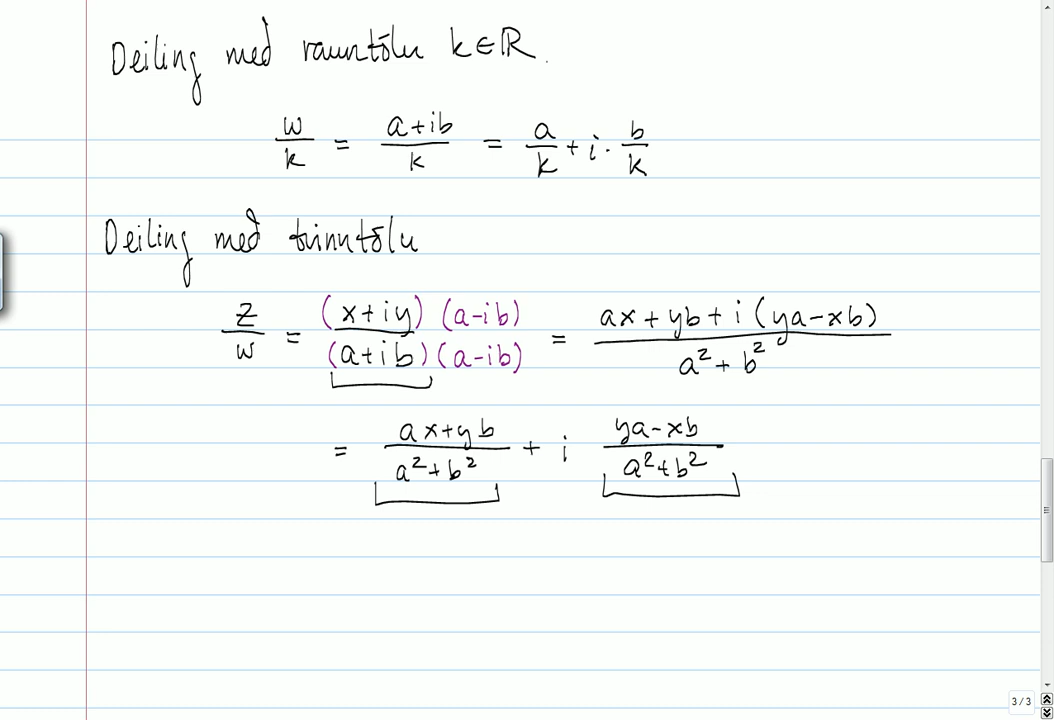 Deiling með rauntölu k∈ℝ.
w/k = (a+ib)/k = a/k + i · b/k
Deiling með tvinntölu
z/w = (x+iy)(a-ib)/(a+ib)(a-ib) = (ax+yb+i(ya-xb))/(a²+b²)
= (ax+yb)/(a²+b²) + i (ya-xb)/(a²+b²)
3/3